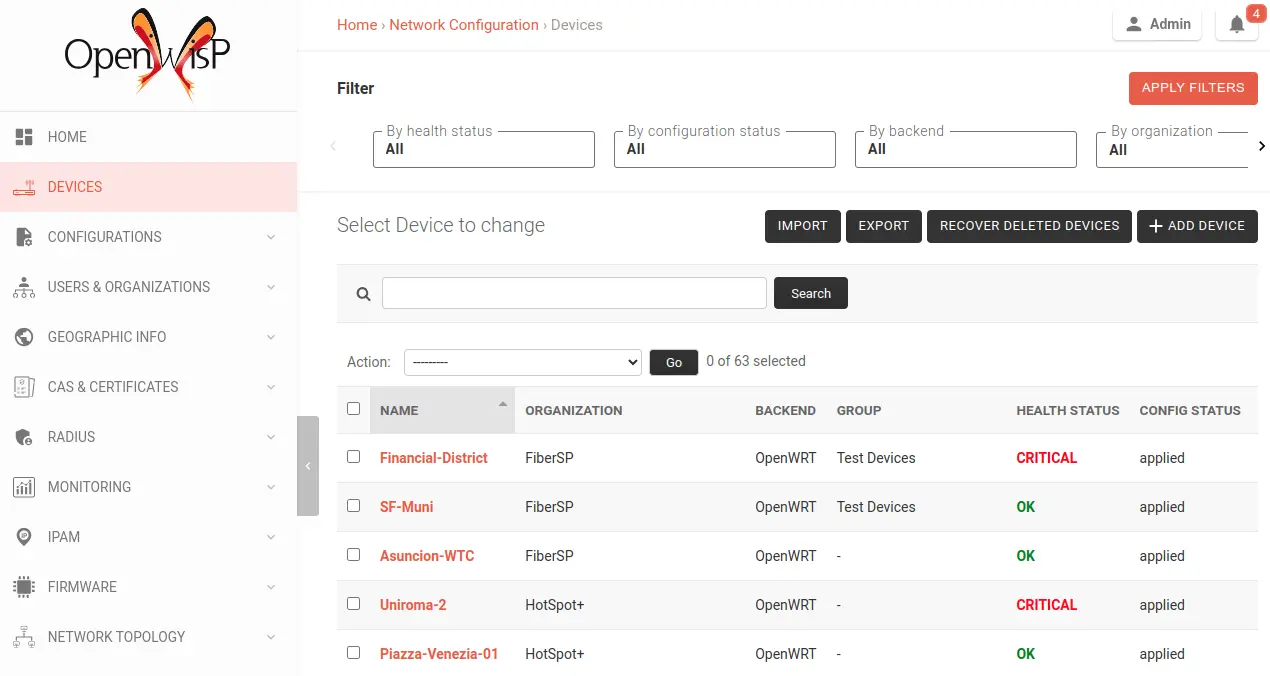 OpenWisP
Home › Network Configuration › Devices
Admin
4
HOME
DEVICES
CONFIGURATIONS
USERS & ORGANIZATIONS
GEOGRAPHIC INFO
CAS & CERTIFICATES
RADIUS
MONITORING
IPAM
FIRMWARE
NETWORK TOPOLOGY
Filter
APPLY FILTERS
By health status
All
By configuration status
All
By backend
All
By organization
All
Select Device to change
IMPORT
EXPORT
RECOVER DELETED DEVICES
ADD DEVICE
Search
Action: --------- Go 0 of 63 selected
NAME ORGANIZATION BACKEND GROUP HEALTH STATUS CONFIG STATUS
Financial-District FiberSP OpenWRT Test Devices CRITICAL applied
SF-Muni FiberSP OpenWRT Test Devices OK applied
Asuncion-WTC FiberSP OpenWRT - OK applied
Uniroma-2 HotSpot+ OpenWRT - CRITICAL applied
Piazza-Venezia-01 HotSpot+ OpenWRT - OK applied